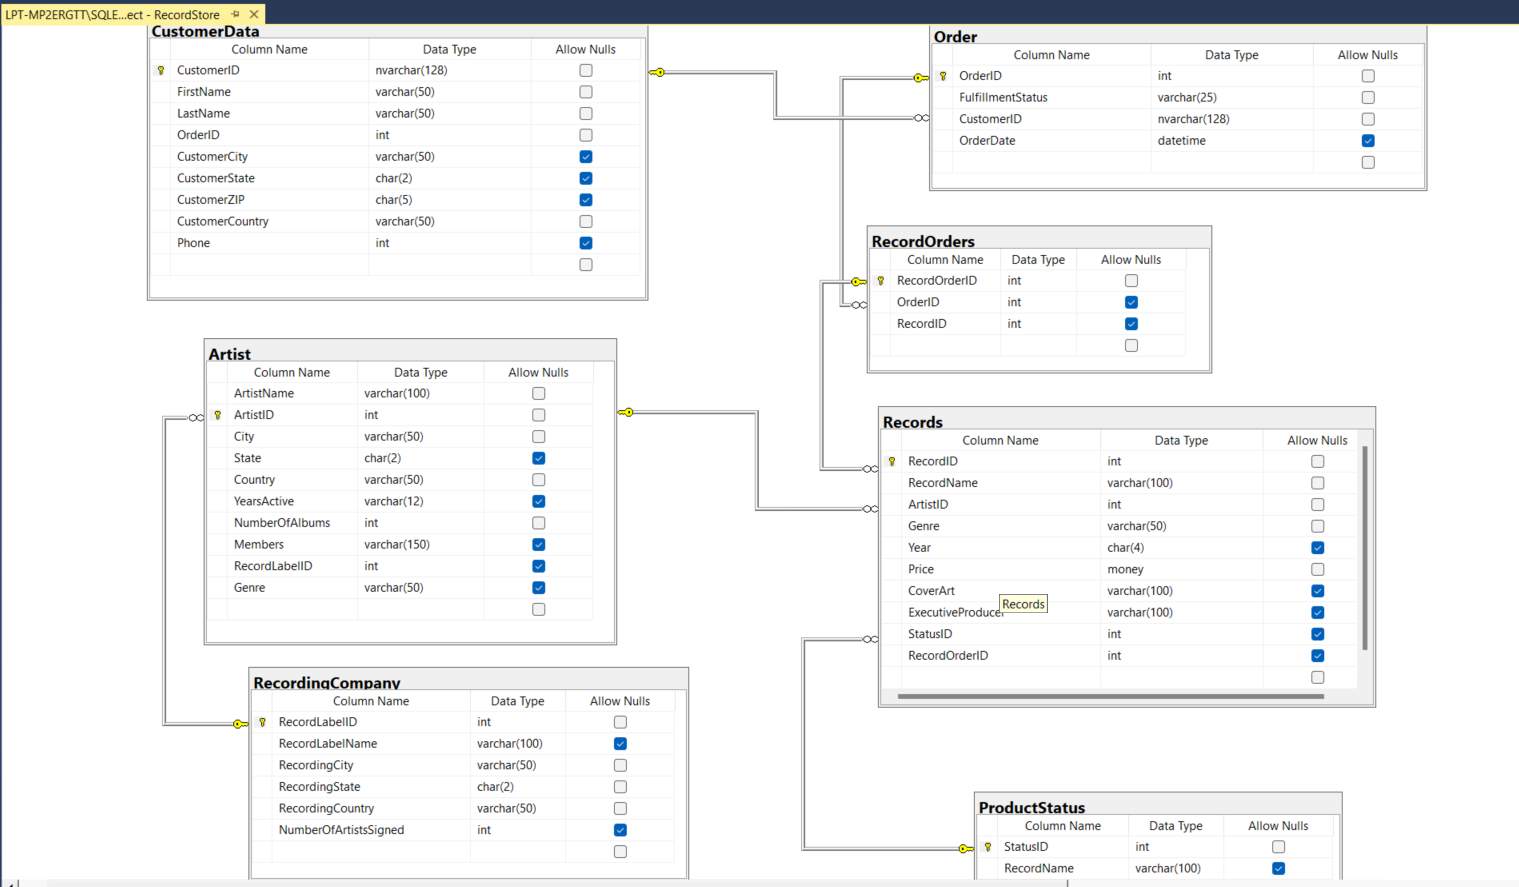 LPT-MP2ERGTT\SQLE...ect - RecordStore
CustomerData
Column Name Data Type Allow Nulls
CustomerID nvarchar(128)
FirstName varchar(50)
LastName varchar(50)
OrderID int
CustomerCity varchar(50)
CustomerState char(2)
CustomerZIP char(5)
CustomerCountry varchar(50)
Phone int
Order
Column Name Data Type Allow Nulls
OrderID int
FulfillmentStatus varchar(25)
CustomerID nvarchar(128)
OrderDate datetime
RecordOrders
Column Name Data Type Allow Nulls
RecordOrderID int
OrderID int
RecordID int
Artist
Column Name Data Type Allow Nulls
ArtistName varchar(100)
ArtistID int
City varchar(50)
State char(2)
Country varchar(50)
YearsActive varchar(12)
NumberOfAlbums int
Members varchar(150)
RecordLabelID int
Genre varchar(50)
Records
Column Name Data Type Allow Nulls
RecordID int
RecordName varchar(100)
ArtistID int
Genre varchar(50)
Year char(4)
Price money
CoverArt varchar(100)
Records
ExecutiveProducer varchar(100)
StatusID int
RecordOrderID int
RecordingCompany
Column Name Data Type Allow Nulls
RecordLabelID int
RecordLabelName varchar(100)
RecordingCity varchar(50)
RecordingState char(2)
RecordingCountry varchar(50)
NumberOfArtistsSigned int
ProductStatus
Column Name Data Type Allow Nulls
StatusID int
RecordName varchar(100)